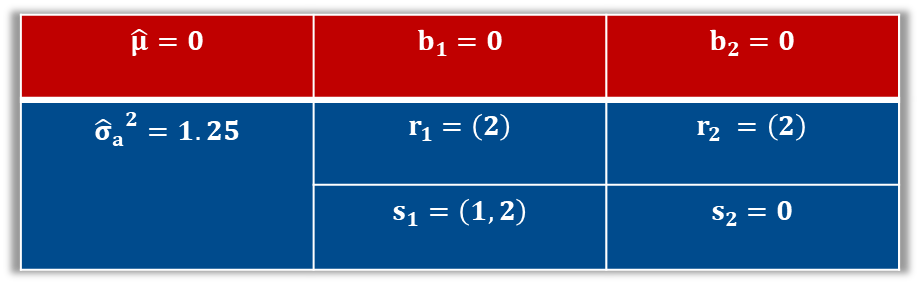 μ̂ = 0
b₁ = 0
b₂ = 0
σ̂ₐ² = 1.25
r₁ = (2)
r₂ = (2)
s₁ = (1, 2)
s₂ = 0